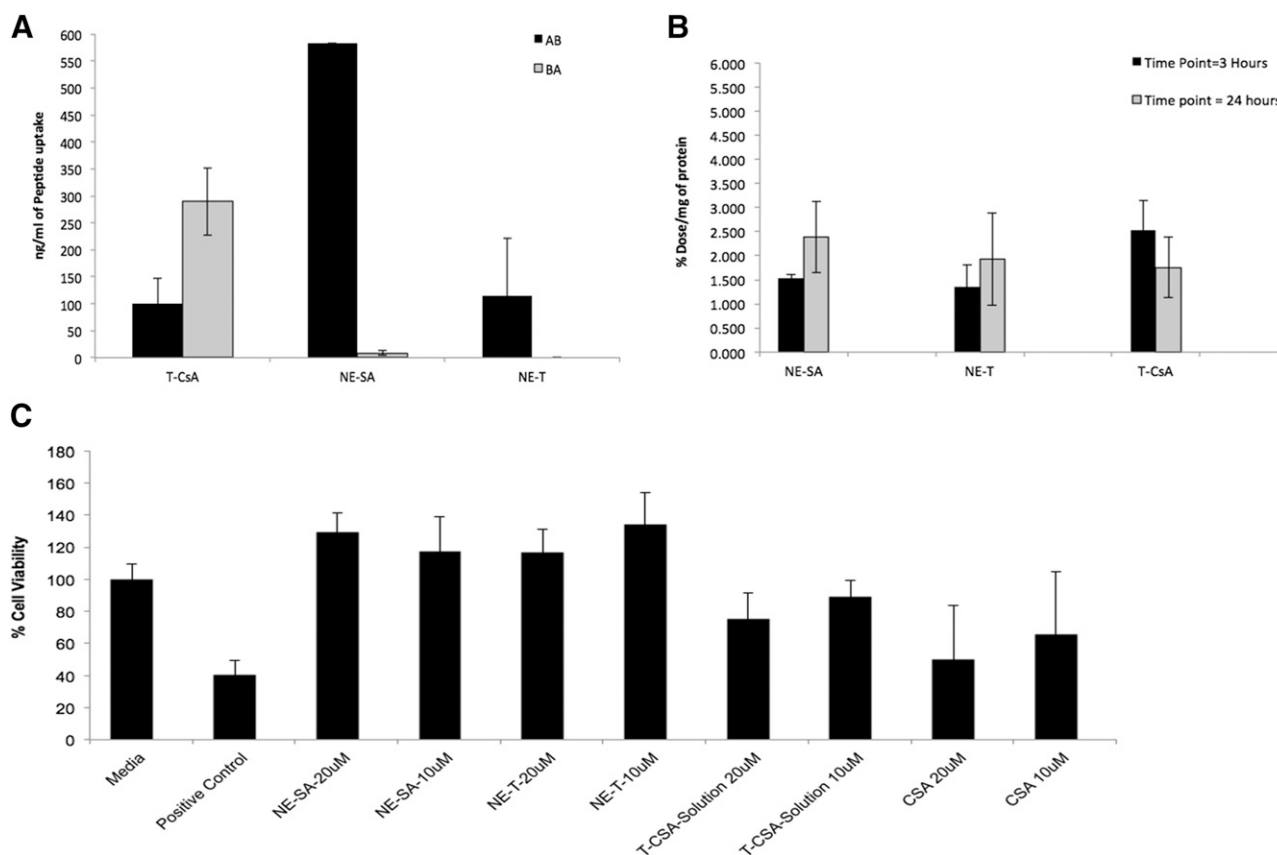 A
ng/ml of Peptide uptake
600
550
500
450
400
350
300
250
200
150
100
50
0
AB
BA
T-CsA
NE-SA
NE-T
B
% Dose/mg of protein
6.000
5.500
5.000
4.500
4.000
3.500
3.000
2.500
2.000
1.500
1.000
0.500
0.000
Time Point=3 Hours
Time point = 24 hours
NE-SA
NE-T
T-CsA
C
% Cell Viability
180
160
140
120
100
80
60
40
20
0
Media
Positive Control
NE-SA-20uM
NE-SA-10uM
NE-T-20uM
NE-T-10uM
T-CSA-Solution 20uM
T-CSA-Solution 10uM
CSA 20uM
CSA 10uM